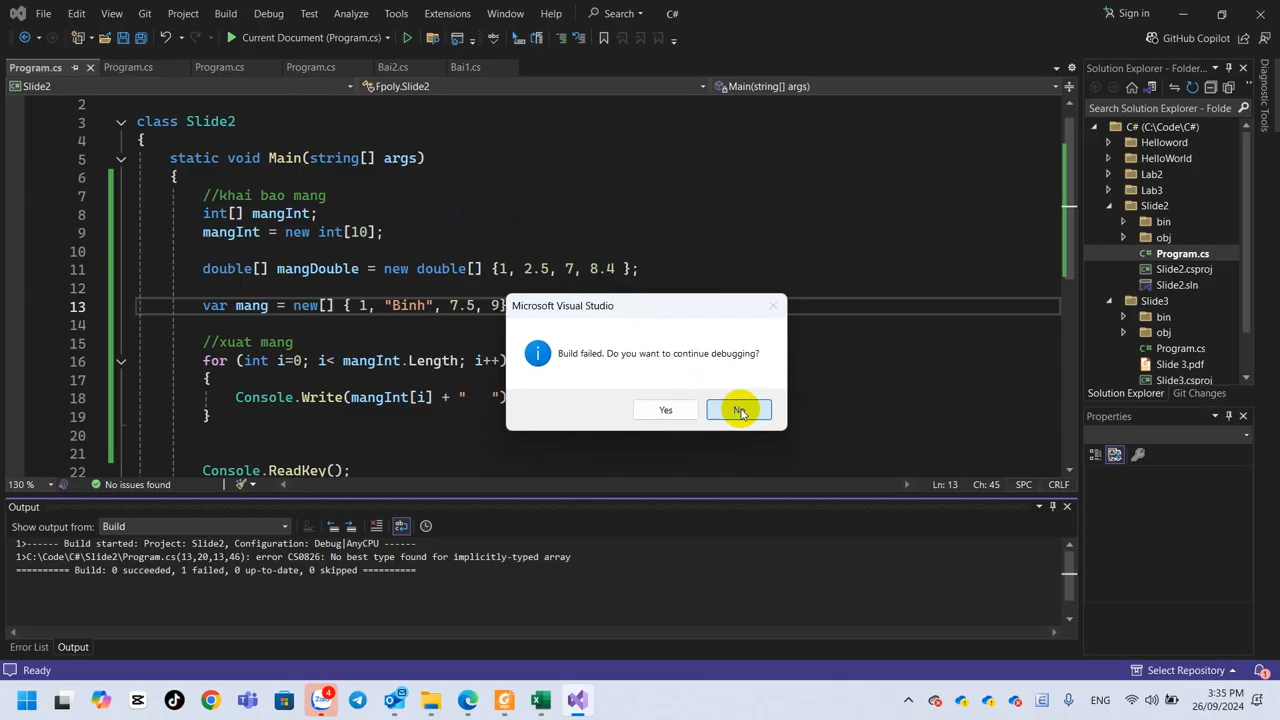 File Edit View Git Project Build Debug Test Analyze Tools Extensions Window Help Search C# Sign in
Current Document (Program.cs) GitHub Copilot
Program.cs Program.cs Program.cs Program.cs Bai2.cs Bai1.cs
Slide2 Fpoly.Slide2 Main(string[] args)
2
3 class Slide2
4 {
5 static void Main(string[] args)
6 {
7 //khai bao mang
8 int[] mangInt;
9 mangInt = new int[10];
10
11 double[] mangDouble = new double[] {1, 2.5, 7, 8.4 };
12
13 var mang = new[] { 1, "Binh", 7.5, 9}
14
15 //xuat mang
16 for (int i=0; i< mangInt.Length; i++)
17 {
18 Console.Write(mangInt[i] + "   ")
19 }
20
21
22 Console.ReadKey();
130 % No issues found Ln: 13 Ch: 45 SPC CRLF
Microsoft Visual Studio
Build failed. Do you want to continue debugging?
Yes No
Solution Explorer - Folder...
Search Solution Explorer - Folde
C# (C:\Code\C#)
Helloword
HelloWorld
Lab2
Lab3
Slide2
bin
obj
C# Program.cs
Slide2.csproj
Slide2.sln
Slide3
bin
obj
C# Program.cs
Slide 3.pdf
Slide3.csproj
Solution Explorer Git Changes
Properties
Diagnostic Tools
Output
Show output from: Build
1>------ Build started: Project: Slide2, Configuration: Debug|AnyCPU ------
1>C:\Code\C#\Slide2\Program.cs(13,20,13,46): error CS0826: No best type found for implicitly-typed array
========== Build: 0 succeeded, 1 failed, 0 up-to-date, 0 skipped ==========
Error List Output
Ready Select Repository 1
4 ENG 3:35 PM
26/09/2024